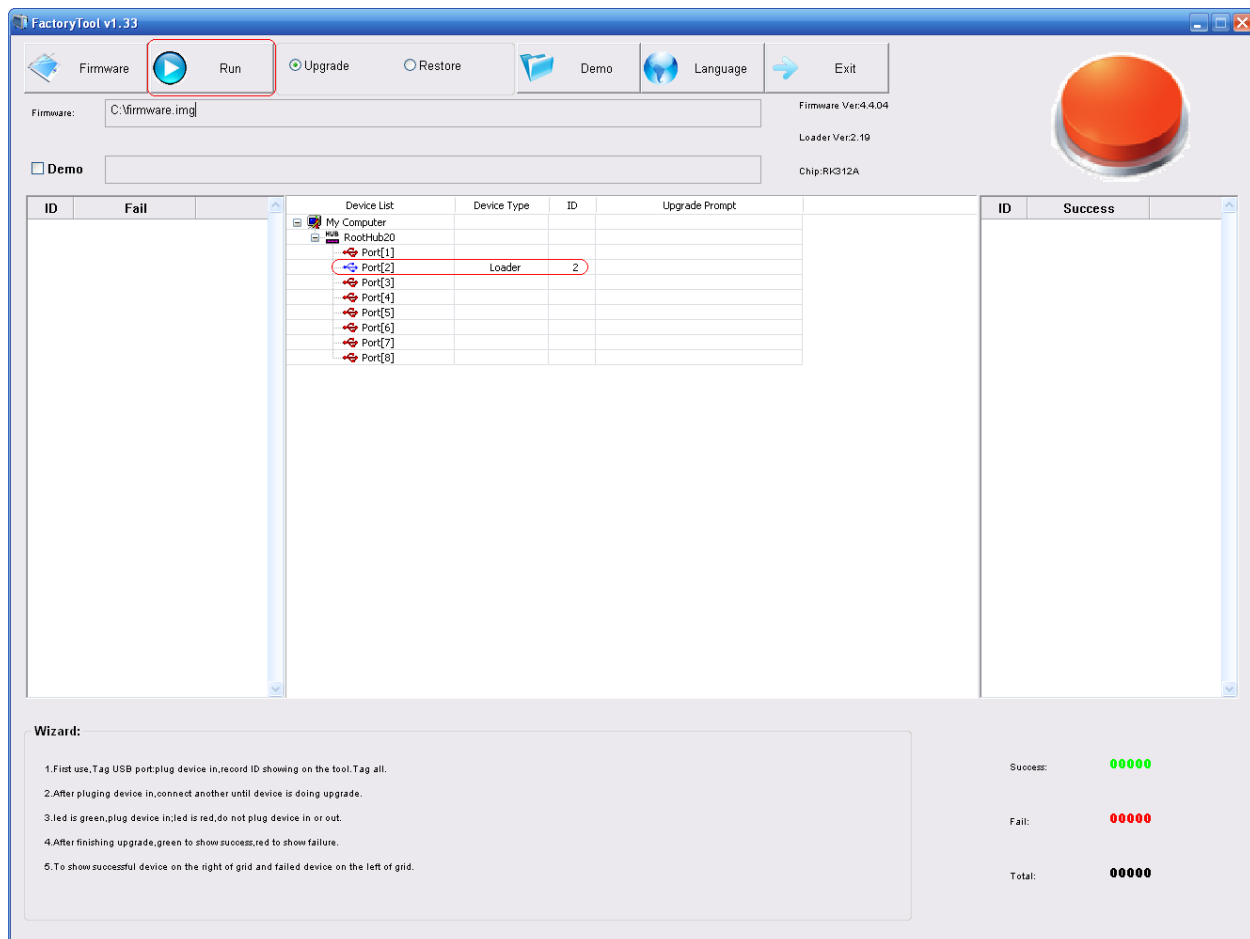 FactoryTool v1.33
Firmware
Run
Upgrade
Restore
Demo
Language
Exit
Firmware:
C:\firmware.img
Firmware Ver:4.4.04
Loader Ver:2.19
Demo
Chip:RK312A
ID Fail
Device List Device Type ID Upgrade Prompt
ID Success
My Computer
HUB RootHub20
Port[1]
Port[2] Loader 2
Port[3]
Port[4]
Port[5]
Port[6]
Port[7]
Port[8]
Wizard:
1.First use,Tag USB port:plug device in,record ID showing on the tool.Tag all.
2.After pluging device in,connect another until device is doing upgrade.
3.led is green,plug device in;led is red,do not plug device in or out.
4.After finishing upgrade,green to show success,red to show failure.
5.To show successful device on the right of grid and failed device on the left of grid.
Success: 00000
Fail: 00000
Total: 00000